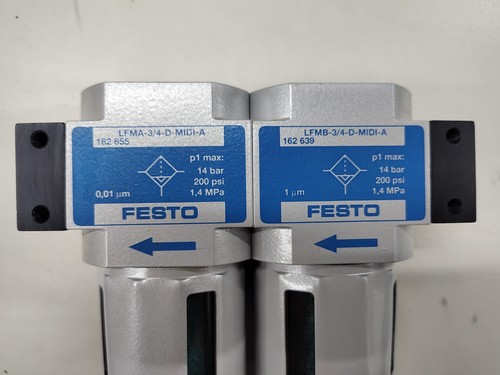 LFMA-3/4-D-MIDI-A
162 655
p1 max:
14 bar
200 psi
0,01 µm
1,4 MPa
FESTO
LFMB-3/4-D-MIDI-A
162 639
p1 max:
14 bar
200 psi
1 µm
1,4 MPa
FESTO